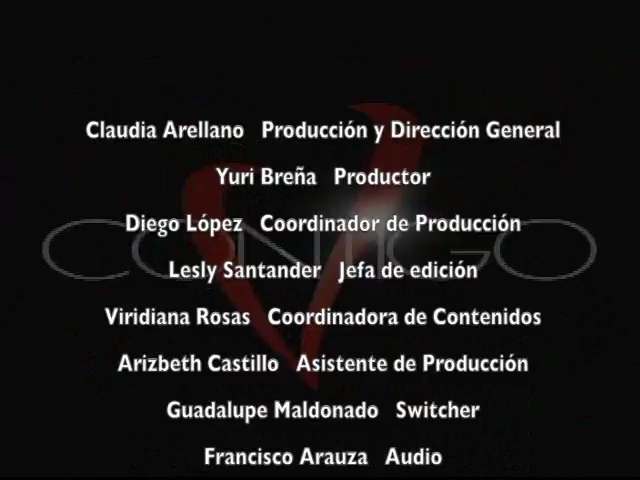 Claudia Arellano Producción y Dirección General
Yuri Breña Productor
Diego López Coordinador de Producción
CONTIGO
Lesly Santander Jefa de edición
Viridiana Rosas Coordinadora de Contenidos
Arizbeth Castillo Asistente de Producción
Guadalupe Maldonado Switcher
Francisco Arauza Audio